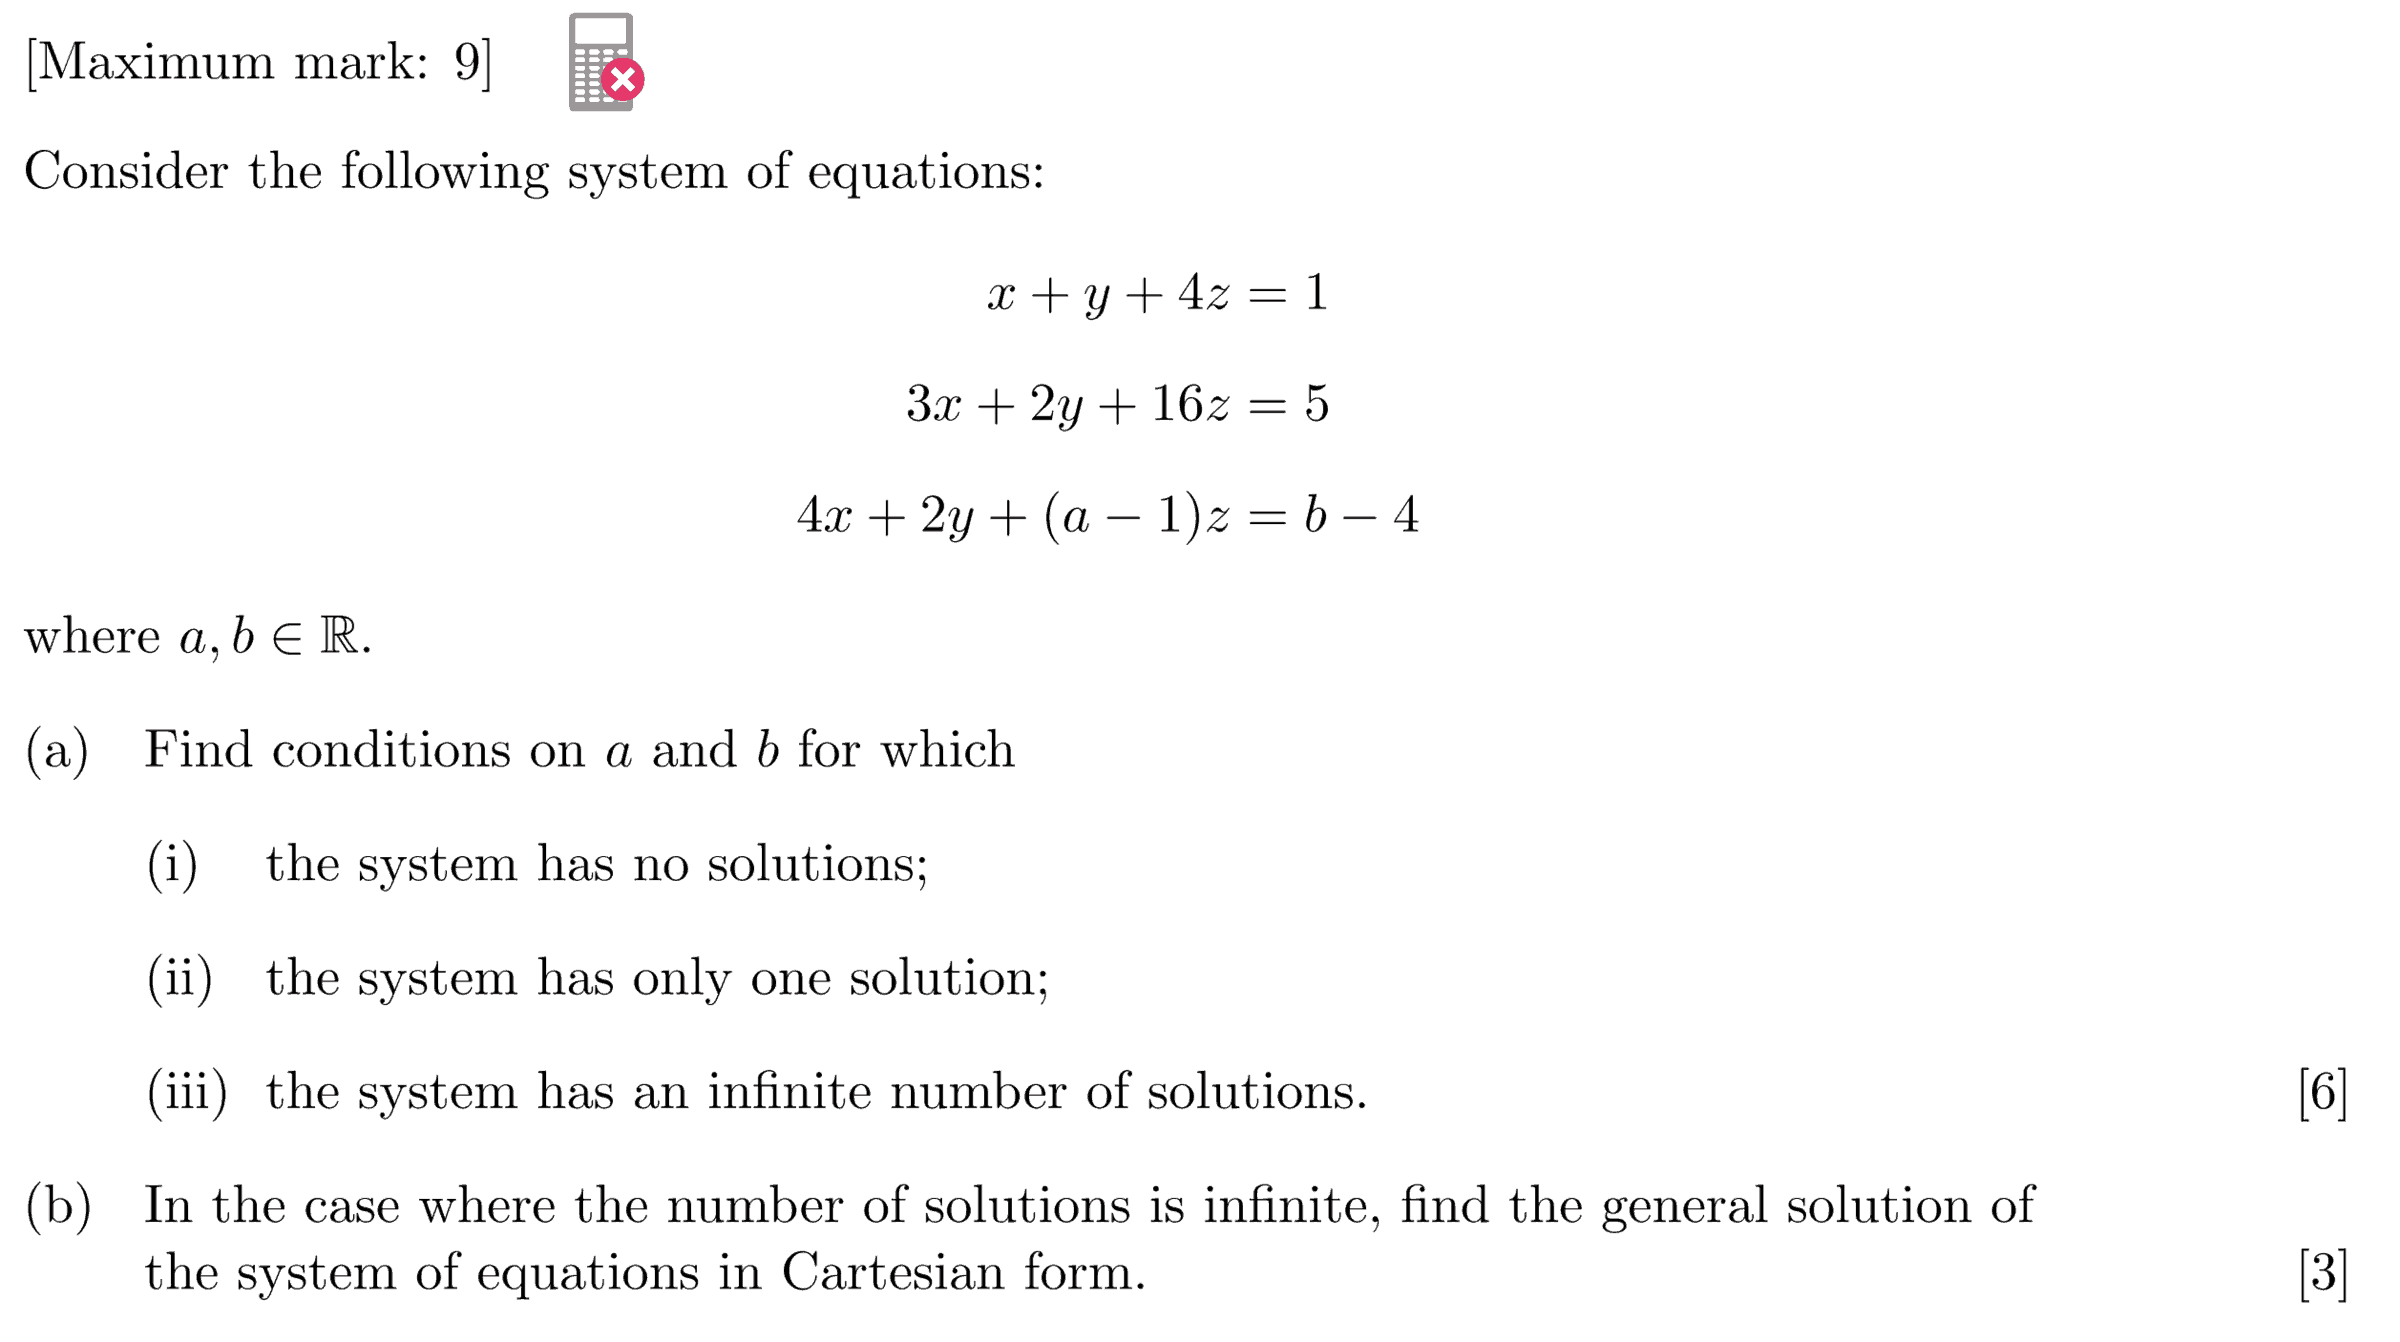 [Maximum mark: 9]
Consider the following system of equations:
x + y + 4z = 1
3x + 2y + 16z = 5
4x + 2y + (a − 1)z = b − 4
where a, b ∈ ℝ.
(a) Find conditions on a and b for which
(i) the system has no solutions;
(ii) the system has only one solution;
(iii) the system has an infinite number of solutions. [6]
(b) In the case where the number of solutions is infinite, find the general solution of
the system of equations in Cartesian form. [3]